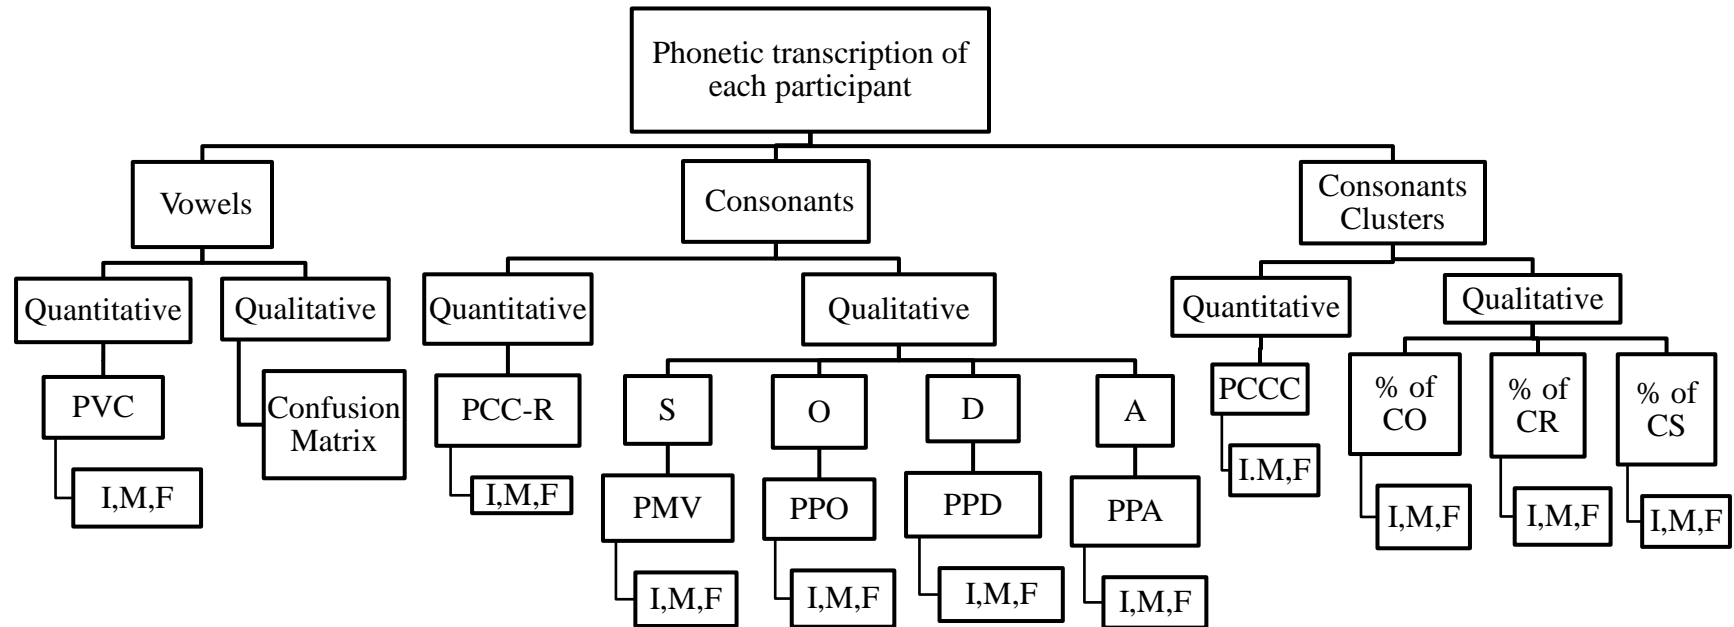 Phonetic transcription of
each participant
Vowels
Consonants
Consonants
Clusters
Quantitative
Qualitative
Quantitative
Qualitative
Quantitative
Qualitative
PVC
Confusion
Matrix
PCC-R
S
O
D
A
PCCC
% of
CO
% of
CR
% of
CS
I,M,F
I,M,F
PMV
PPO
PPD
PPA
I.M,F
I,M,F
I,M,F
I,M,F
I,M,F
I,M,F
I,M,F
I,M,F